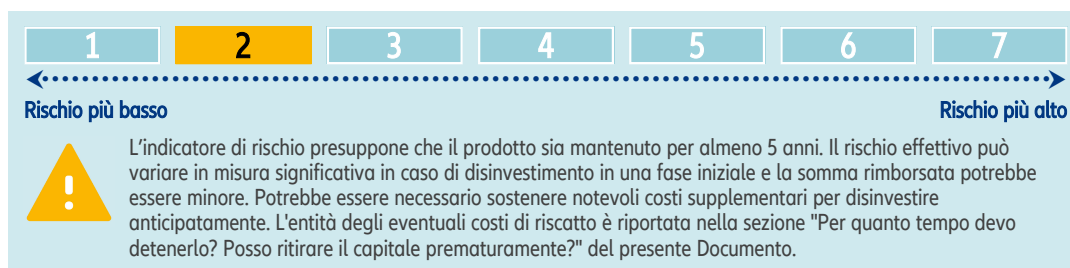 1 2 3 4 5 6 7
Rischio più basso Rischio più alto
L'indicatore di rischio presuppone che il prodotto sia mantenuto per almeno 5 anni. Il rischio effettivo può
variare in misura significativa in caso di disinvestimento in una fase iniziale e la somma rimborsata potrebbe
essere minore. Potrebbe essere necessario sostenere notevoli costi supplementari per disinvestire
anticipatamente. L'entità degli eventuali costi di riscatto è riportata nella sezione "Per quanto tempo devo
detenerlo? Posso ritirare il capitale prematuramente?" del presente Documento.